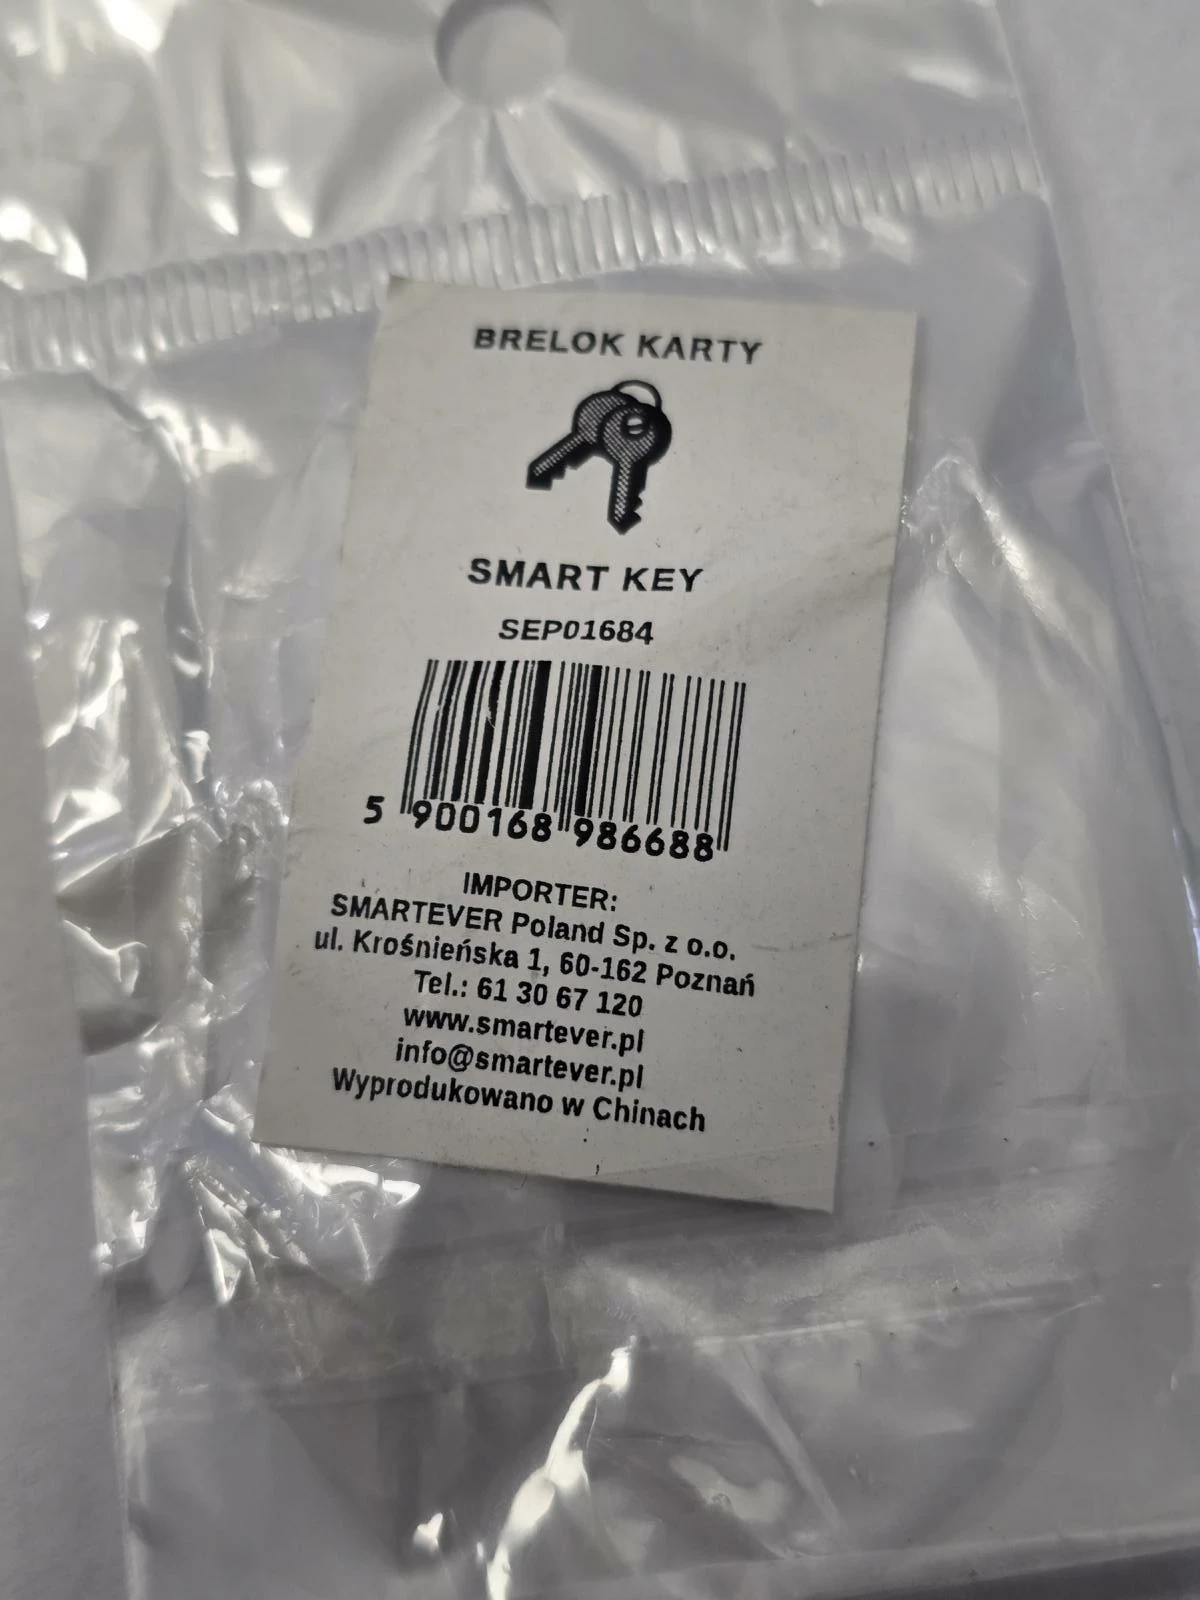 BRELOK KARTY
SMART KEY
SEP01684
5 900168 986688
IMPORTER:
SMARTEVER Poland Sp. z o.o.
ul. Krośnieńska 1, 60-162 Poznań
Tel.: 61 30 67 120
www.smartever.pl
info@smartever.pl
Wyprodukowano w Chinach